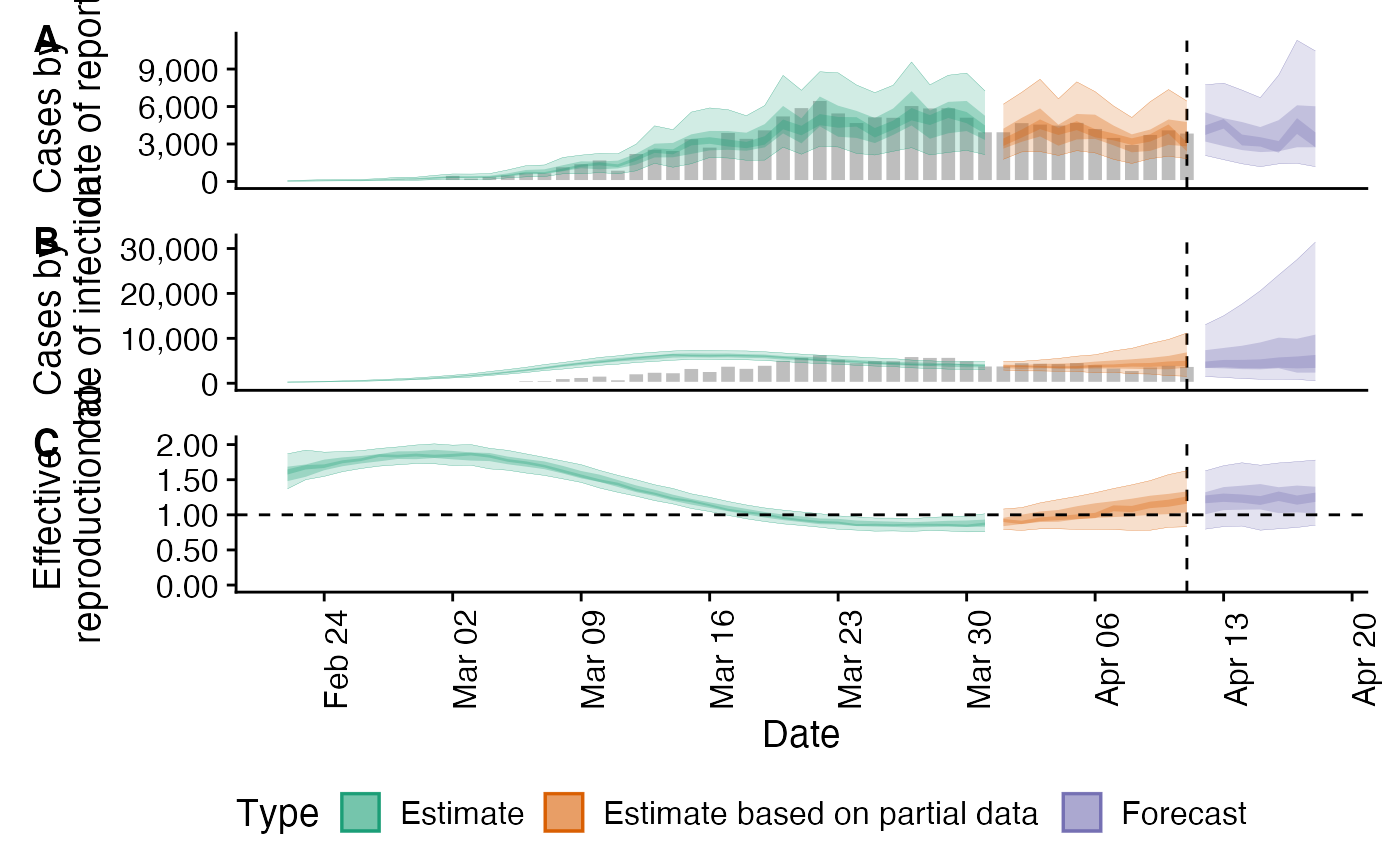 A
Cases by
date of report
9,000
6,000
3,000
0
B
Cases by
date of infection
30,000
20,000
10,000
0
C
Effective
reproduction no.
2.00
1.50
1.00
0.50
0.00
Feb 24
Mar 02
Mar 09
Mar 16
Mar 23
Mar 30
Apr 06
Apr 13
Apr 20
Date
Type
Estimate
Estimate based on partial data
Forecast